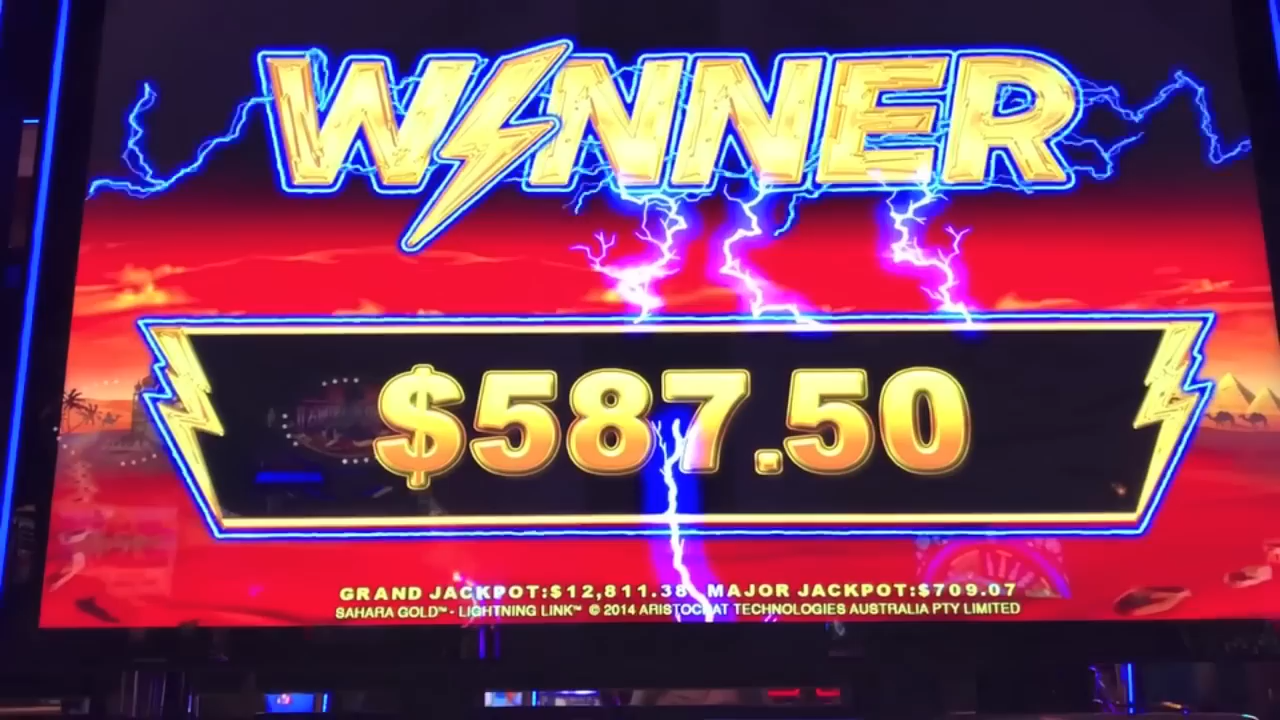 WINNER
$587.50
GRAND JACKPOT:$12,811.38 MAJOR JACKPOT:$709.07
SAHARA GOLD™ - LIGHTNING LINK™ © 2014 ARISTOCRAT TECHNOLOGIES AUSTRALIA PTY LIMITED